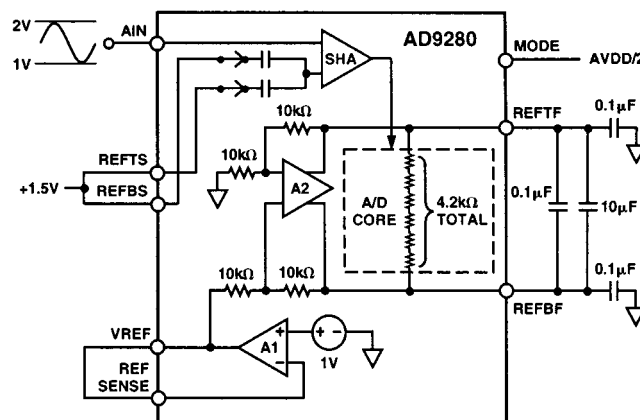 2V
1V
AIN
AD9280
SHA
MODE
AVDD/2
10kΩ
REFTF
0.1µF
10kΩ
REFTS
REFBS
+1.5V
A2
A/D
CORE
4.2kΩ
TOTAL
0.1µF
10µF
10kΩ
10kΩ
0.1µF
REFBF
VREF
A1
+
−
+ −
1V
REF
SENSE